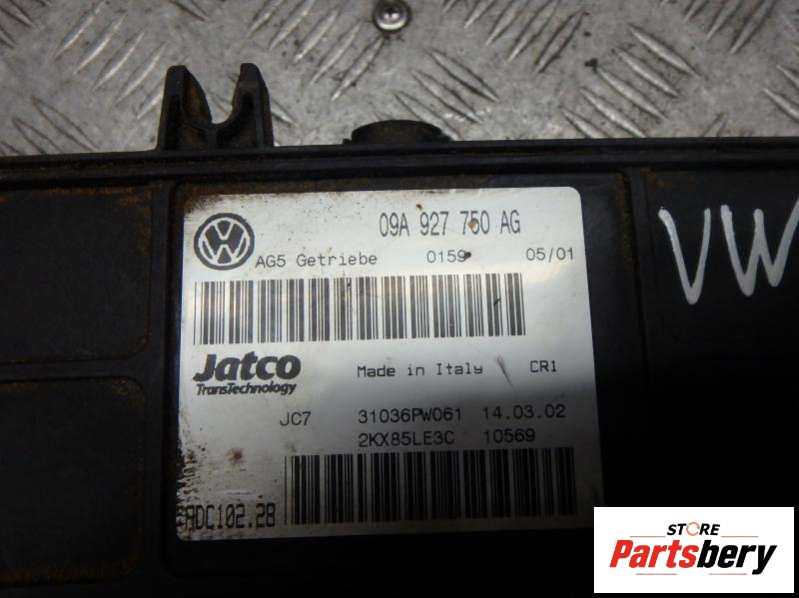 09A 927 750 AG
AG5 Getriebe 0159 05/01
VW
Jatco
TransTechnology
Made in Italy CR1
JC7 31036PW061 14.03.02
2KX85LE3C 10569
ADC102.28
STORE
Partsbery